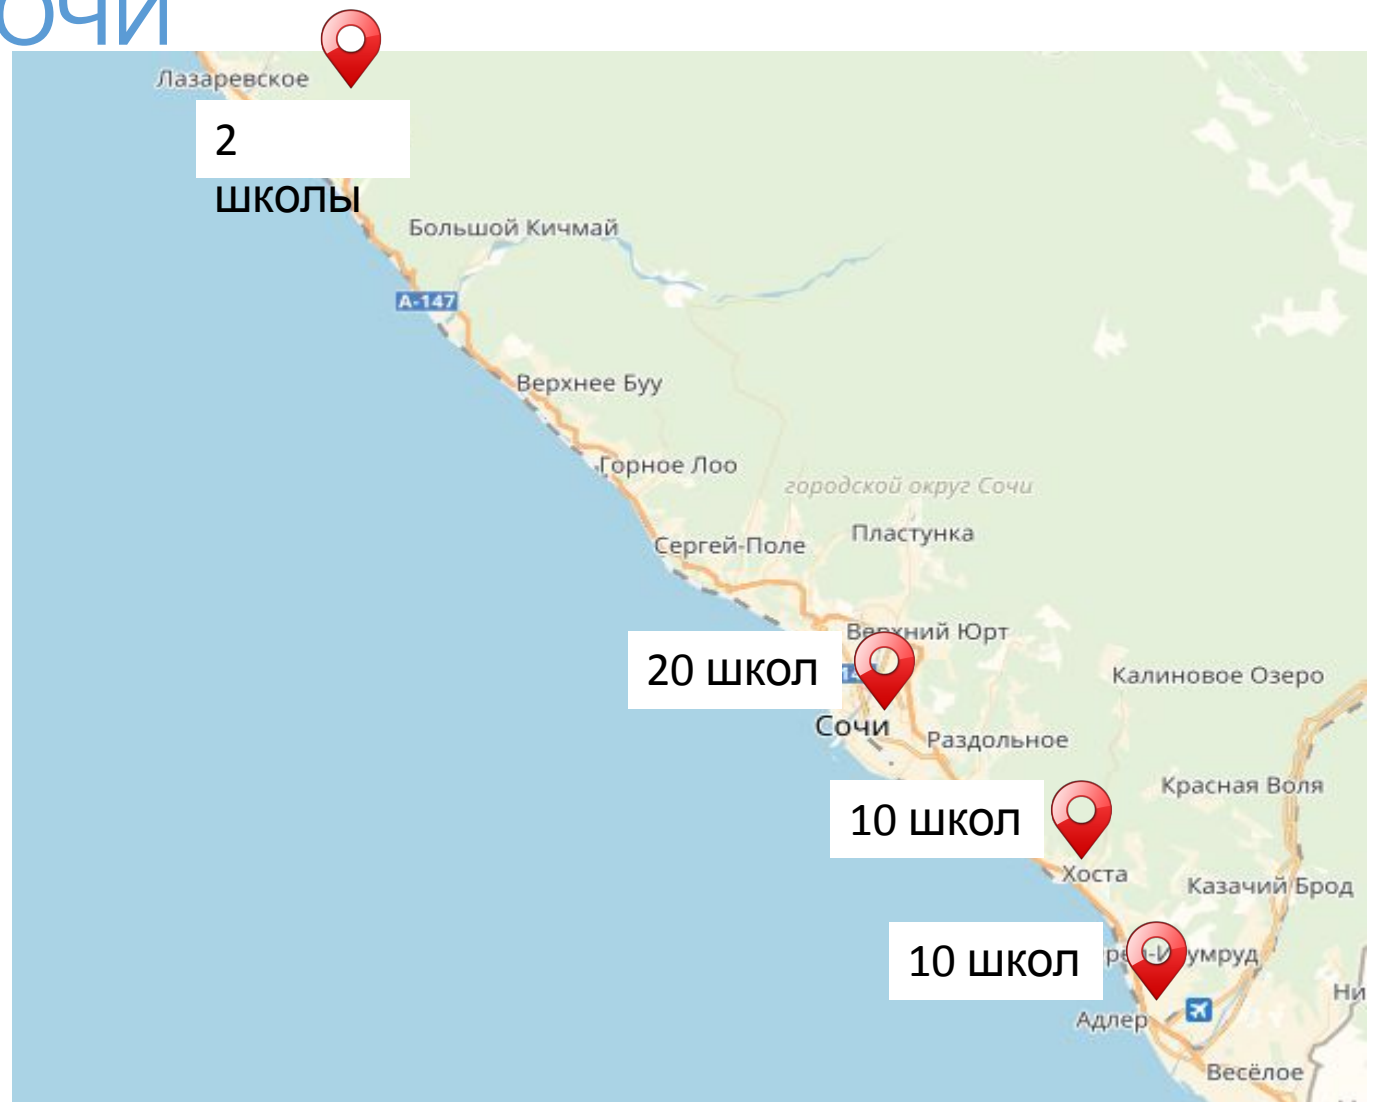 ОЧИ
Лазаревское
2
школы
Большой Кичмай
А-147
Верхнее Буу
Горное Лоо
городской округ Сочи
Пластунка
Сергей-Поле
Верхний Юрт
20 школ
Калиновое Озеро
Сочи
Раздольное
Красная Воля
10 школ
Хоста
Казачий Брод
10 школ
Адлер
Весёлое